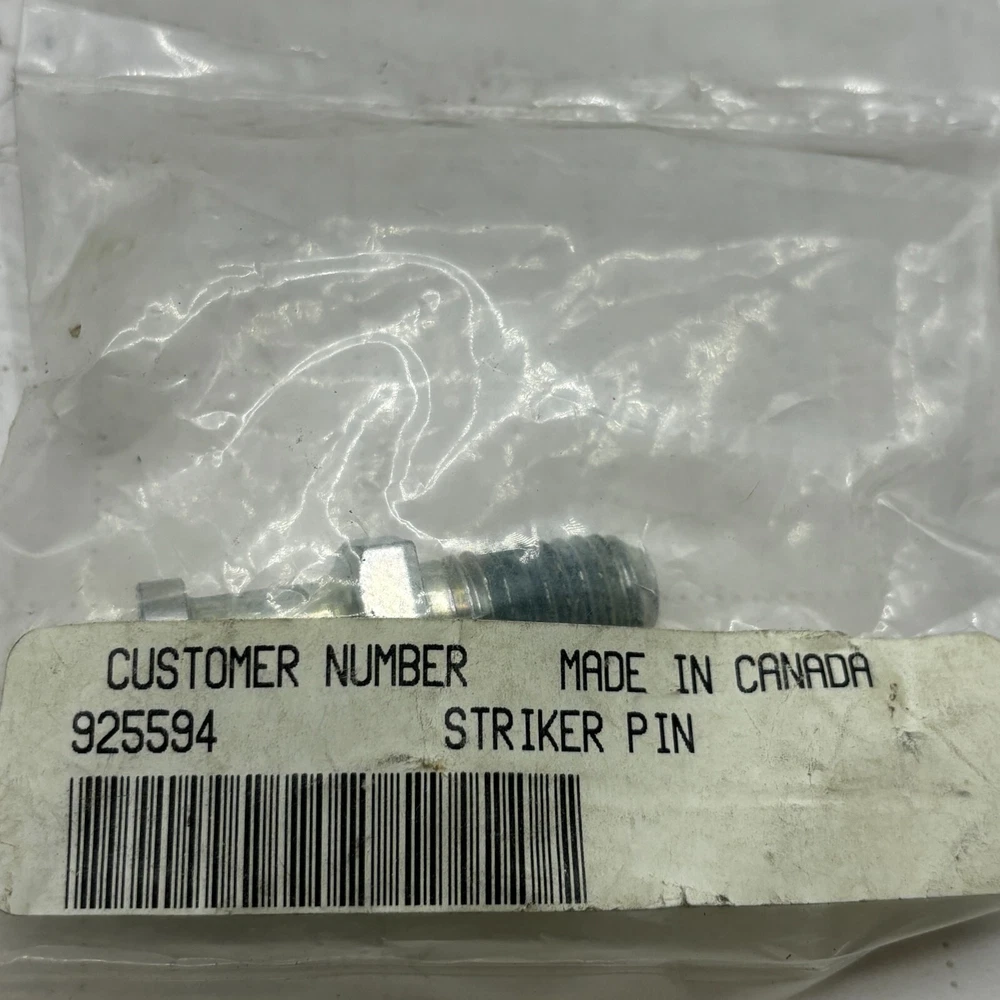 CUSTOMER NUMBER MADE IN CANADA
925594 STRIKER PIN